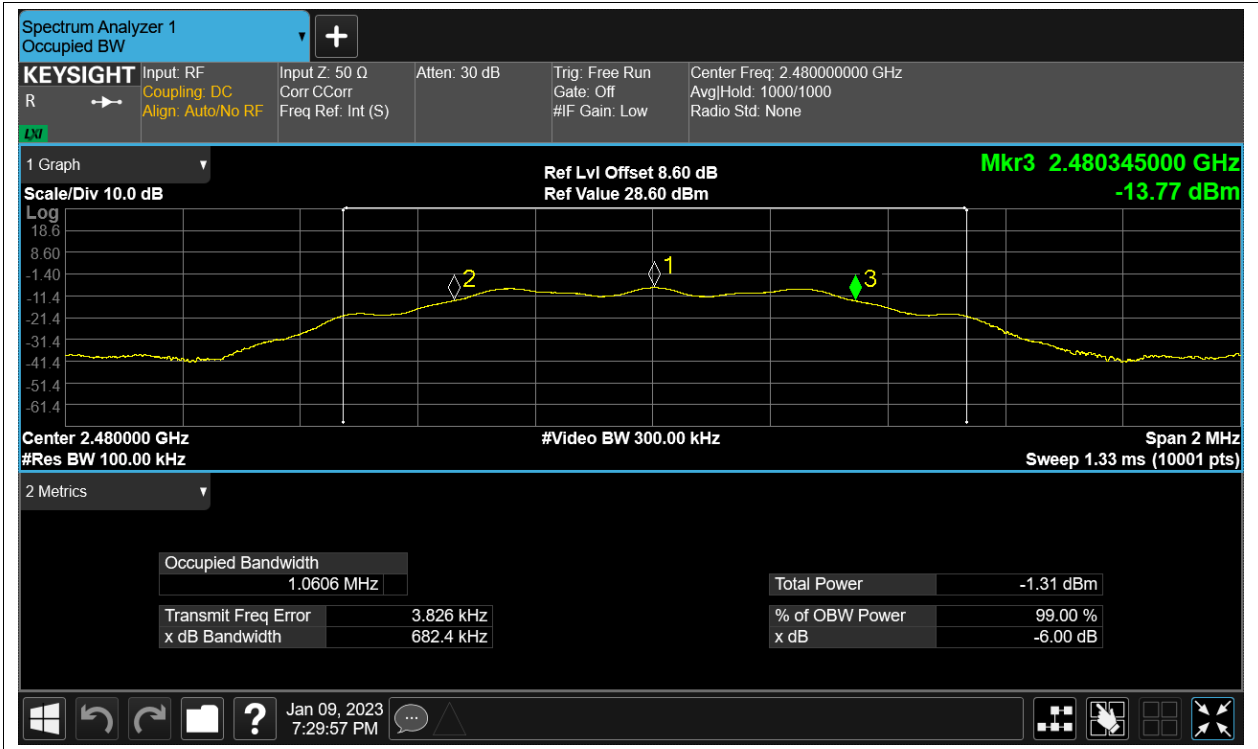 Spectrum Analyzer 1
Occupied BW
+
KEYSIGHT
R
LXI
Input: RF
Coupling: DC
Align: Auto/No RF
Input Z: 50 Ω
Corr CCorr
Freq Ref: Int (S)
Atten: 30 dB
Trig: Free Run
Gate: Off
#IF Gain: Low
Center Freq: 2.480000000 GHz
Avg|Hold: 1000/1000
Radio Std: None
1 Graph
Scale/Div 10.0 dB
Ref Lvl Offset 8.60 dB
Ref Value 28.60 dBm
Mkr3 2.480345000 GHz
-13.77 dBm
Log
18.6
8.60
-1.40
-11.4
-21.4
-31.4
-41.4
-51.4
-61.4
2
1
3
Center 2.480000 GHz
#Res BW 100.00 kHz
#Video BW 300.00 kHz
Span 2 MHz
Sweep 1.33 ms (10001 pts)
2 Metrics
Occupied Bandwidth
1.0606 MHz
Transmit Freq Error 3.826 kHz
x dB Bandwidth 682.4 kHz
Total Power -1.31 dBm
% of OBW Power 99.00 %
x dB -6.00 dB
?
Jan 09, 2023
7:29:57 PM